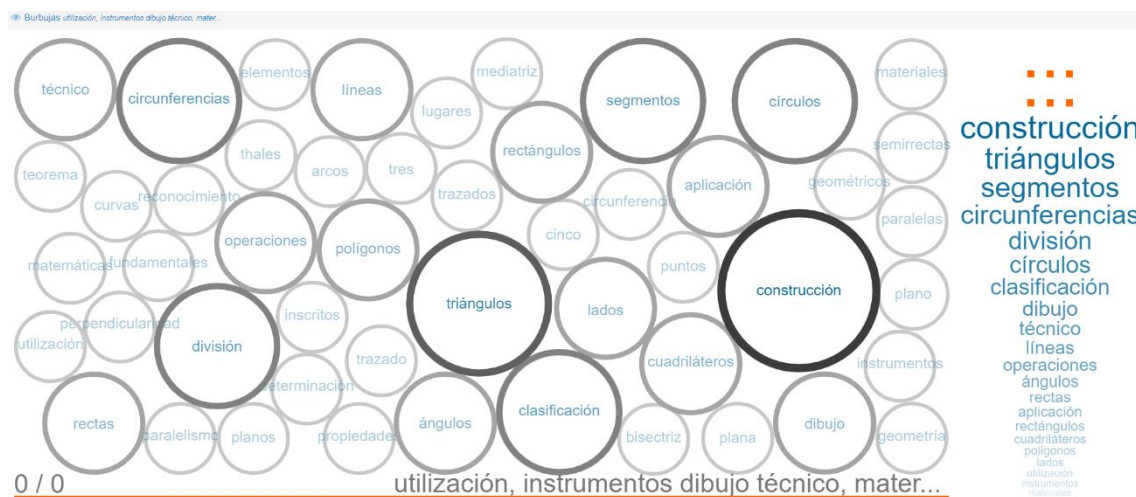 Burbujas utilización, instrumentos dibujo técnico, mater...
técnico
circunferencias
elementos
líneas
lugares
mediatriz
segmentos
círculos
materiales
teorema
thales
arcos
tres
rectángulos
aplicación
semirrectas
curvas
reconocimiento
trazados
circunferencia
geométricos
operaciones
polígonos
cinco
paralelas
matemáticas
fundamentales
triángulos
lados
puntos
construcción
plano
perpendicularidad
inscritos
utilización
división
trazado
cuadriláteros
instrumentos
determinación
rectas
paralelismo
planos
propiedades
ángulos
clasificación
bisectriz
plana
dibujo
geometría
0 / 0
utilización, instrumentos dibujo técnico, mater...
construcción
triángulos
segmentos
circunferencias
división
círculos
clasificación
dibujo
técnico
líneas
operaciones
ángulos
rectas
aplicación
rectángulos
cuadriláteros
polígonos
lados
utilización
instrumentos
materiales